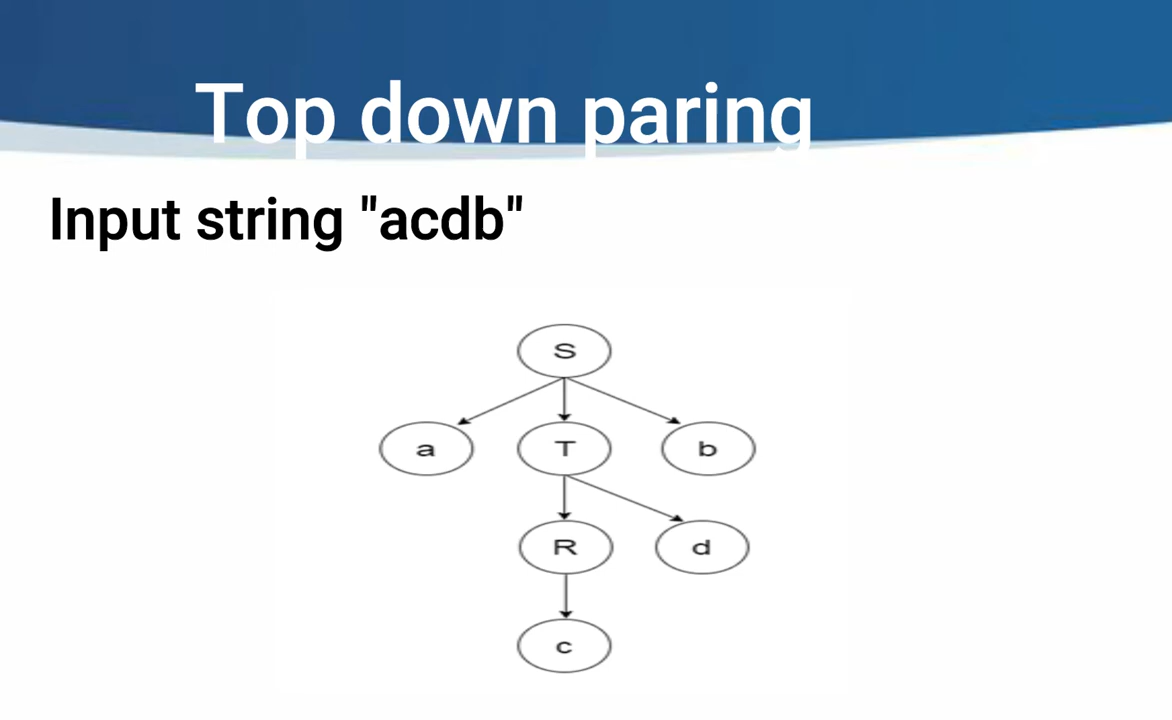 Top down paring
Input string "acdb"
S
a T b
R d
c